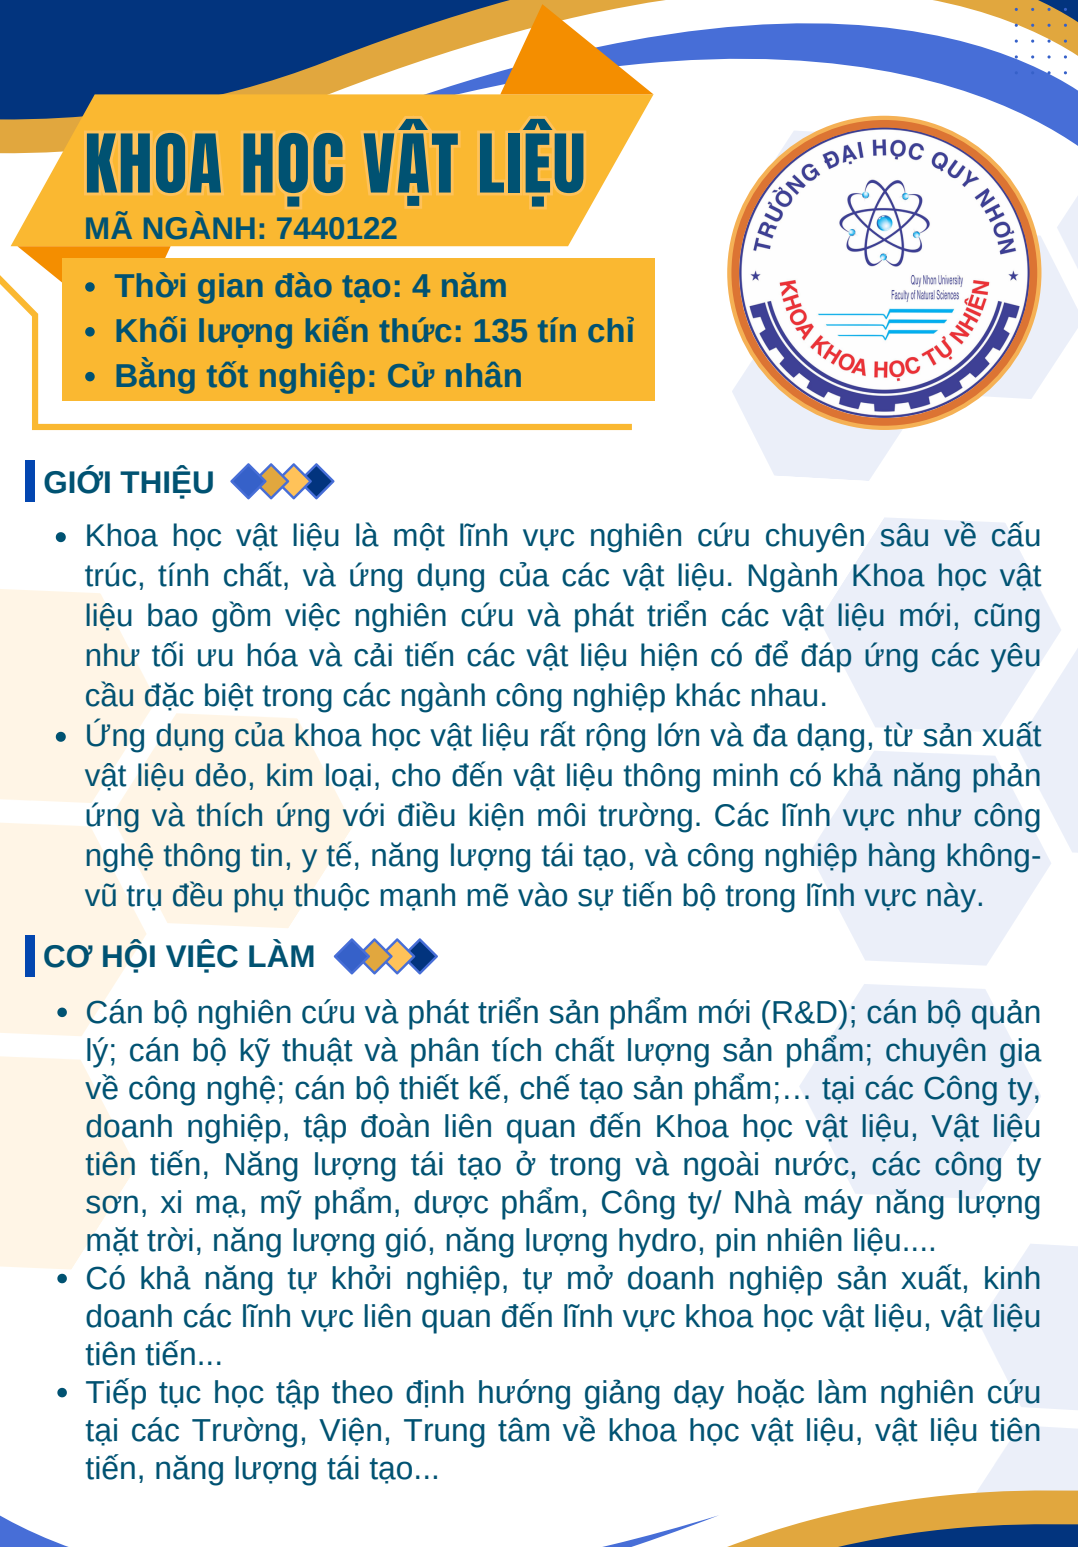 KHOA HỌC VẬT LIỆU
MÃ NGÀNH: 7440122
• Thời gian đào tạo: 4 năm
• Khối lượng kiến thức: 135 tín chỉ
• Bằng tốt nghiệp: Cử nhân
TRƯỜNG ĐẠI HỌC QUY NHƠN
Quy Nhon University
Faculty of Natural Sciences
KHOA KHOA HỌC TỰ NHIÊN
GIỚI THIỆU
• Khoa học vật liệu là một lĩnh vực nghiên cứu chuyên sâu về cấu
trúc, tính chất, và ứng dụng của các vật liệu. Ngành Khoa học vật
liệu bao gồm việc nghiên cứu và phát triển các vật liệu mới, cũng
như tối ưu hóa và cải tiến các vật liệu hiện có để đáp ứng các yêu
cầu đặc biệt trong các ngành công nghiệp khác nhau.
• Ứng dụng của khoa học vật liệu rất rộng lớn và đa dạng, từ sản xuất
vật liệu dẻo, kim loại, cho đến vật liệu thông minh có khả năng phản
ứng và thích ứng với điều kiện môi trường. Các lĩnh vực như công
nghệ thông tin, y tế, năng lượng tái tạo, và công nghiệp hàng không-
vũ trụ đều phụ thuộc mạnh mẽ vào sự tiến bộ trong lĩnh vực này.
CƠ HỘI VIỆC LÀM
• Cán bộ nghiên cứu và phát triển sản phẩm mới (R&D); cán bộ quản
lý; cán bộ kỹ thuật và phân tích chất lượng sản phẩm; chuyên gia
về công nghệ; cán bộ thiết kế, chế tạo sản phẩm;… tại các Công ty,
doanh nghiệp, tập đoàn liên quan đến Khoa học vật liệu, Vật liệu
tiên tiến, Năng lượng tái tạo ở trong và ngoài nước, các công ty
sơn, xi mạ, mỹ phẩm, dược phẩm, Công ty/ Nhà máy năng lượng
mặt trời, năng lượng gió, năng lượng hydro, pin nhiên liệu....
• Có khả năng tự khởi nghiệp, tự mở doanh nghiệp sản xuất, kinh
doanh các lĩnh vực liên quan đến lĩnh vực khoa học vật liệu, vật liệu
tiên tiến...
• Tiếp tục học tập theo định hướng giảng dạy hoặc làm nghiên cứu
tại các Trường, Viện, Trung tâm về khoa học vật liệu, vật liệu tiên
tiến, năng lượng tái tạo...